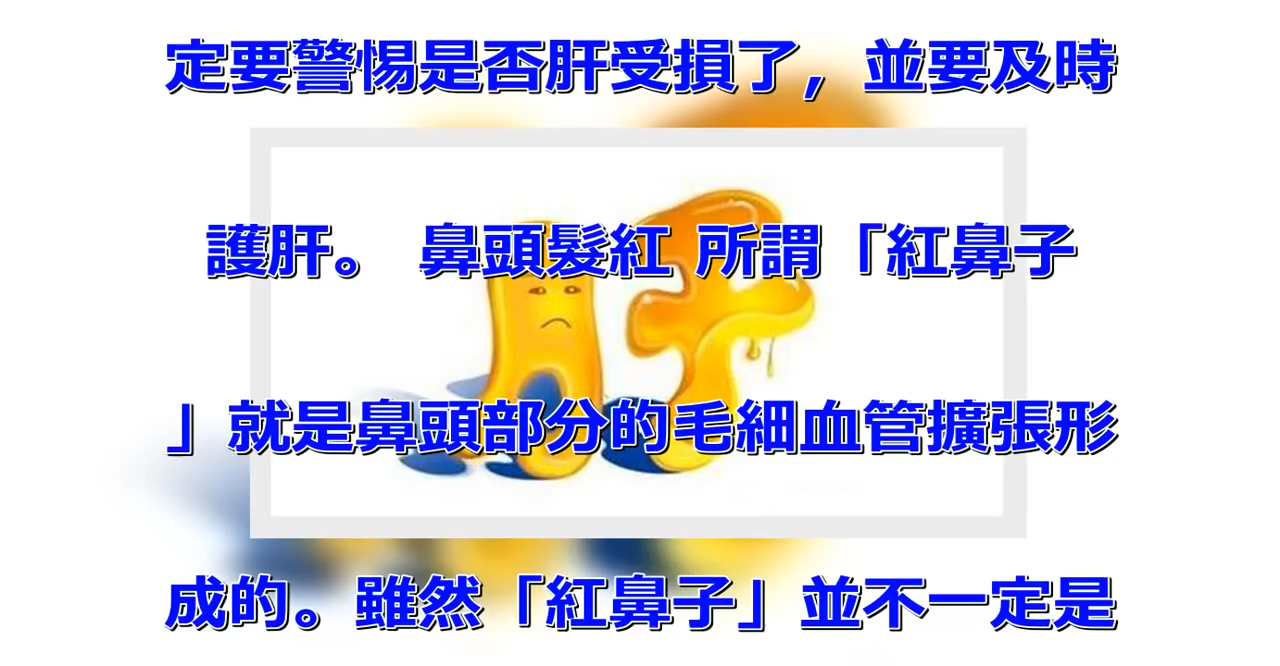 定要警惕是否肝受損了，並要及時
護肝。 鼻頭髮紅 所謂「紅鼻子
」就是鼻頭部分的毛細血管擴張形
成的。雖然「紅鼻子」並不一定是
肝